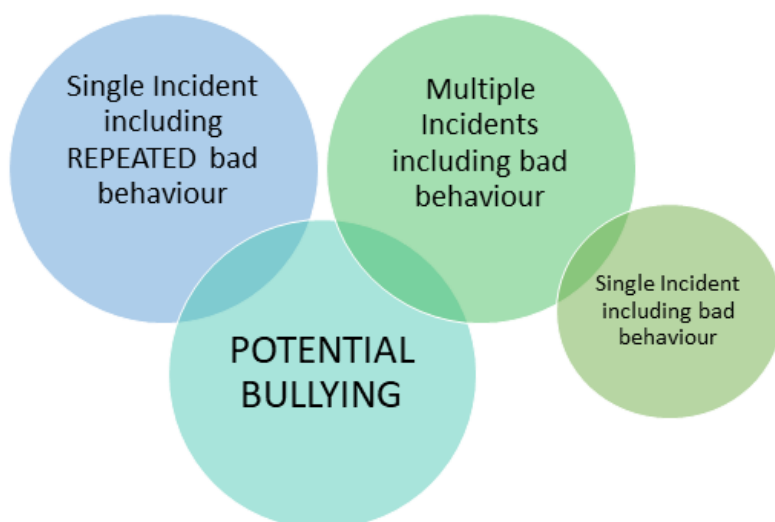 Single Incident
including
REPEATED bad
behaviour
Multiple
Incidents
including bad
behaviour
Single Incident
including bad
behaviour
POTENTIAL
BULLYING